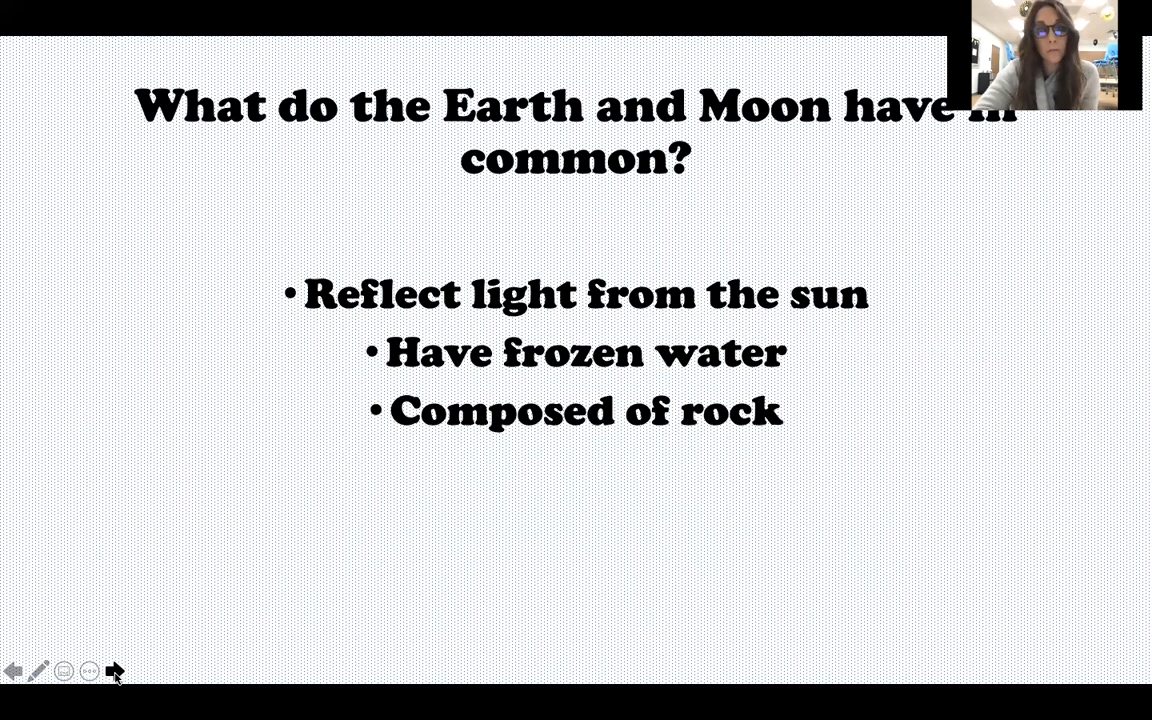 What do the Earth and Moon have
common?
• Reflect light from the sun
• Have frozen water
• Composed of rock